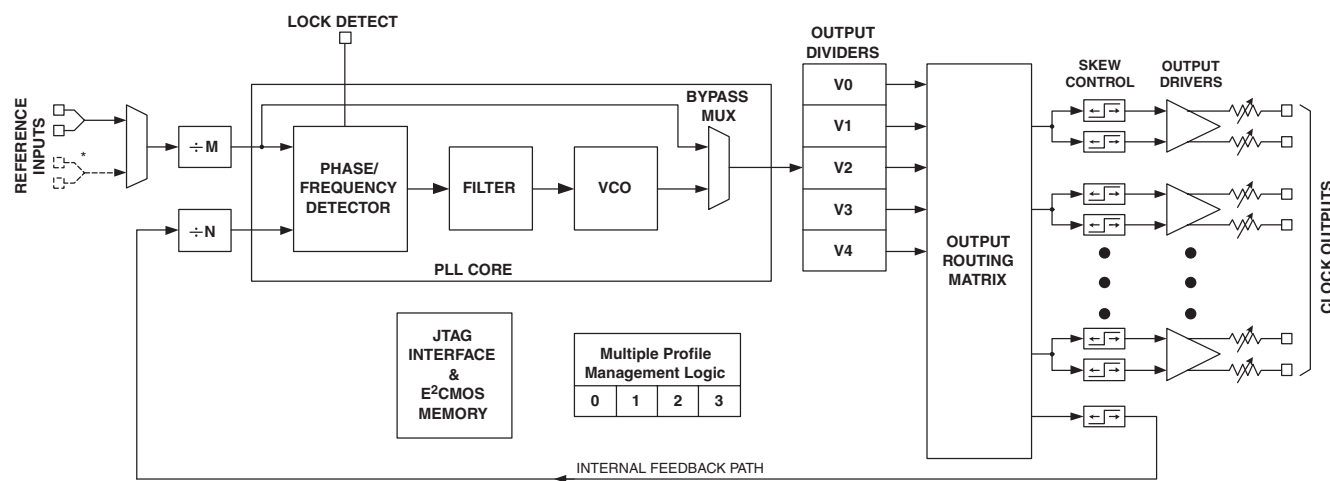 LOCK DETECT
REFERENCE
INPUTS
*
÷M
÷N
PHASE/
FREQUENCY
DETECTOR
FILTER
VCO
BYPASS
MUX
PLL CORE
OUTPUT
DIVIDERS
V0
V1
V2
V3
V4
OUTPUT
ROUTING
MATRIX
SKEW
CONTROL
OUTPUT
DRIVERS
CLOCK OUTPUTS
JTAG
INTERFACE
&
E²CMOS
MEMORY
Multiple Profile
Management Logic
0 1 2 3
INTERNAL FEEDBACK PATH